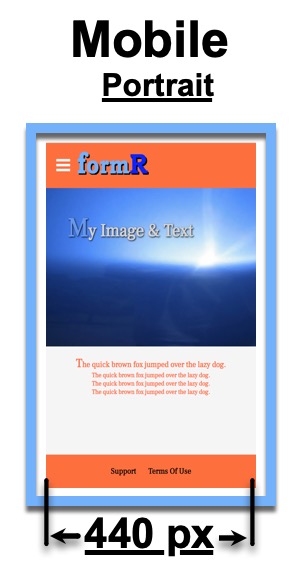 Mobile
Portrait
formR
My Image & Text
The quick brown fox jumped over the lazy dog.
The quick brown fox jumped over the lazy dog.
The quick brown fox jumped over the lazy dog.
The quick brown fox jumped over the lazy dog.
Support Terms Of Use
440 px